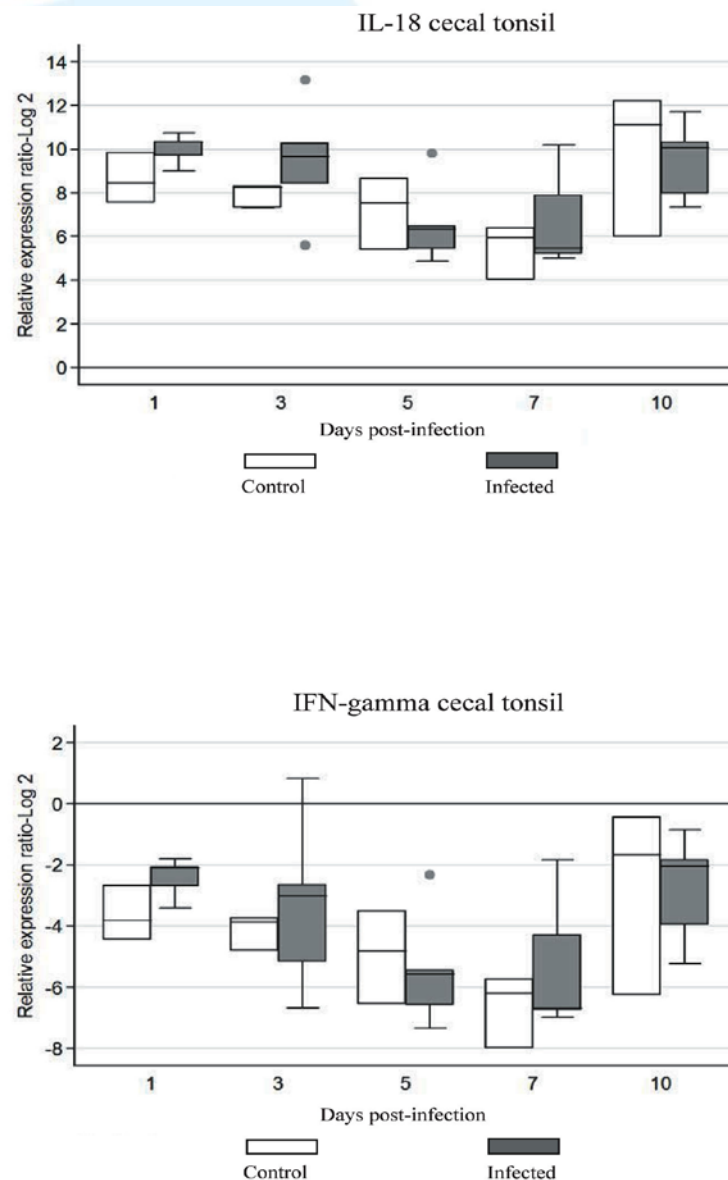 IL-18 cecal tonsil
Relative expression ratio-Log 2
14
12
10
8
6
4
2
0
1 3 5 7 10
Days post-infection
Control Infected
IFN-gamma cecal tonsil
Relative expression ratio-Log 2
2
0
-2
-4
-6
-8
1 3 5 7 10
Days post-infection
Control Infected